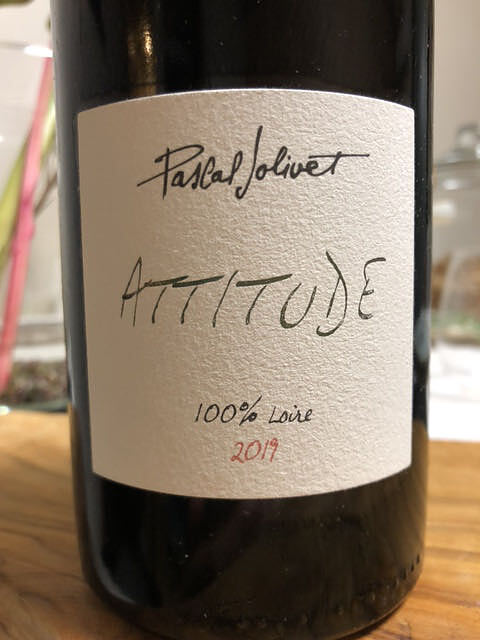 Pascal Jolivet
ATTITUDE
100% Loire
2019